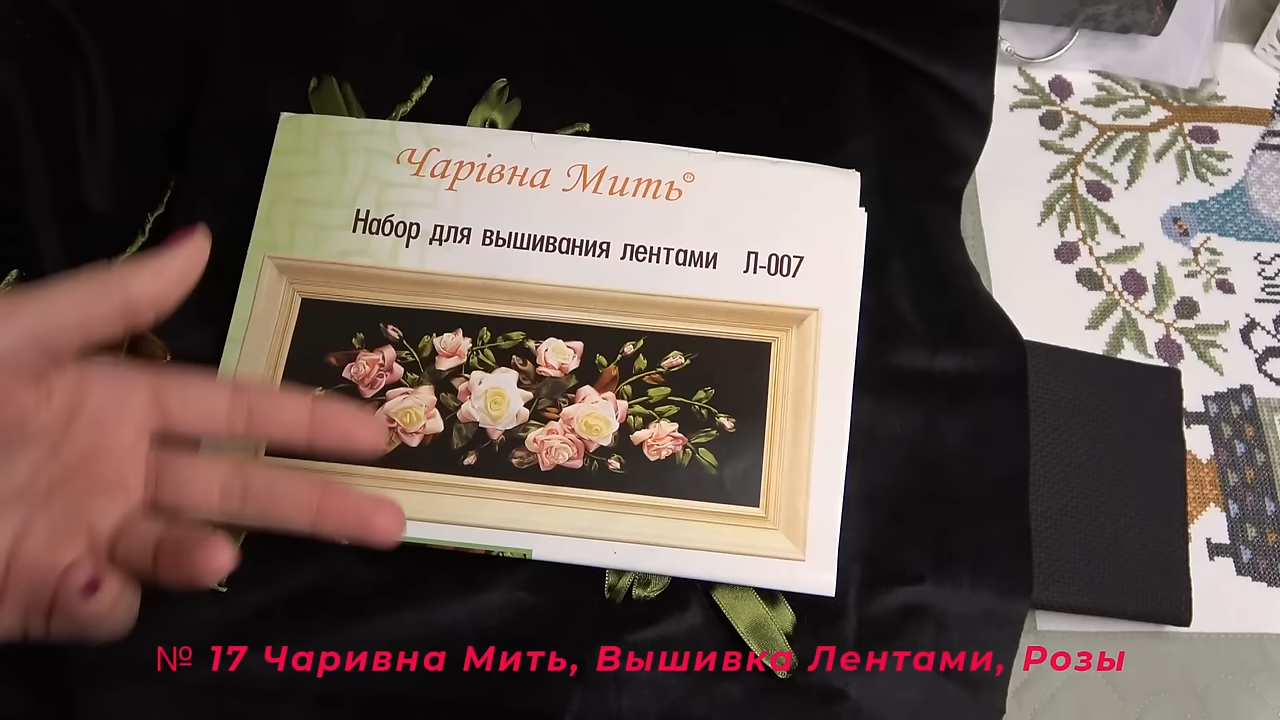 Чарівна Мить®
Набор для вышивания лентами Л-007
№ 17 Чаривна Мить, Вышивка Лентами, Розы